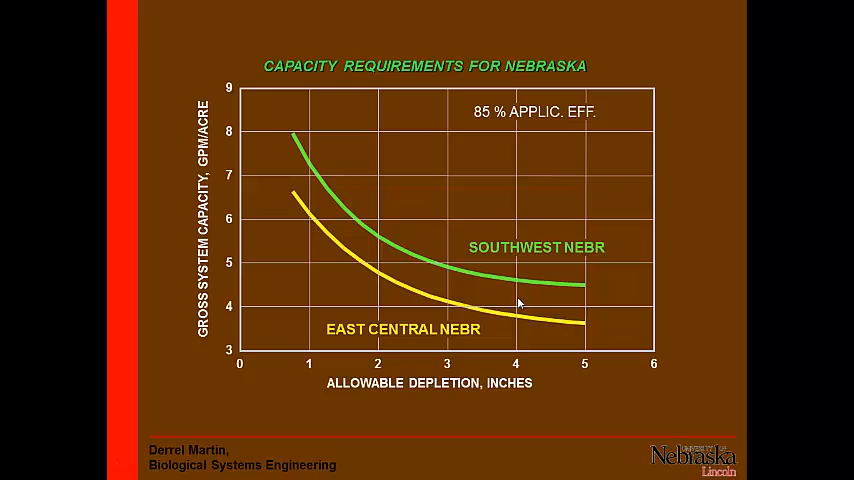 CAPACITY REQUIREMENTS FOR NEBRASKA
9
8
7
6
5
4
3
GROSS SYSTEM CAPACITY, GPM/ACRE
85 % APPLIC. EFF.
SOUTHWEST NEBR
EAST CENTRAL NEBR
0 1 2 3 4 5 6
ALLOWABLE DEPLETION, INCHES
Derrel Martin,
Biological Systems Engineering
UNIVERSITY OF
Nebraska
Lincoln